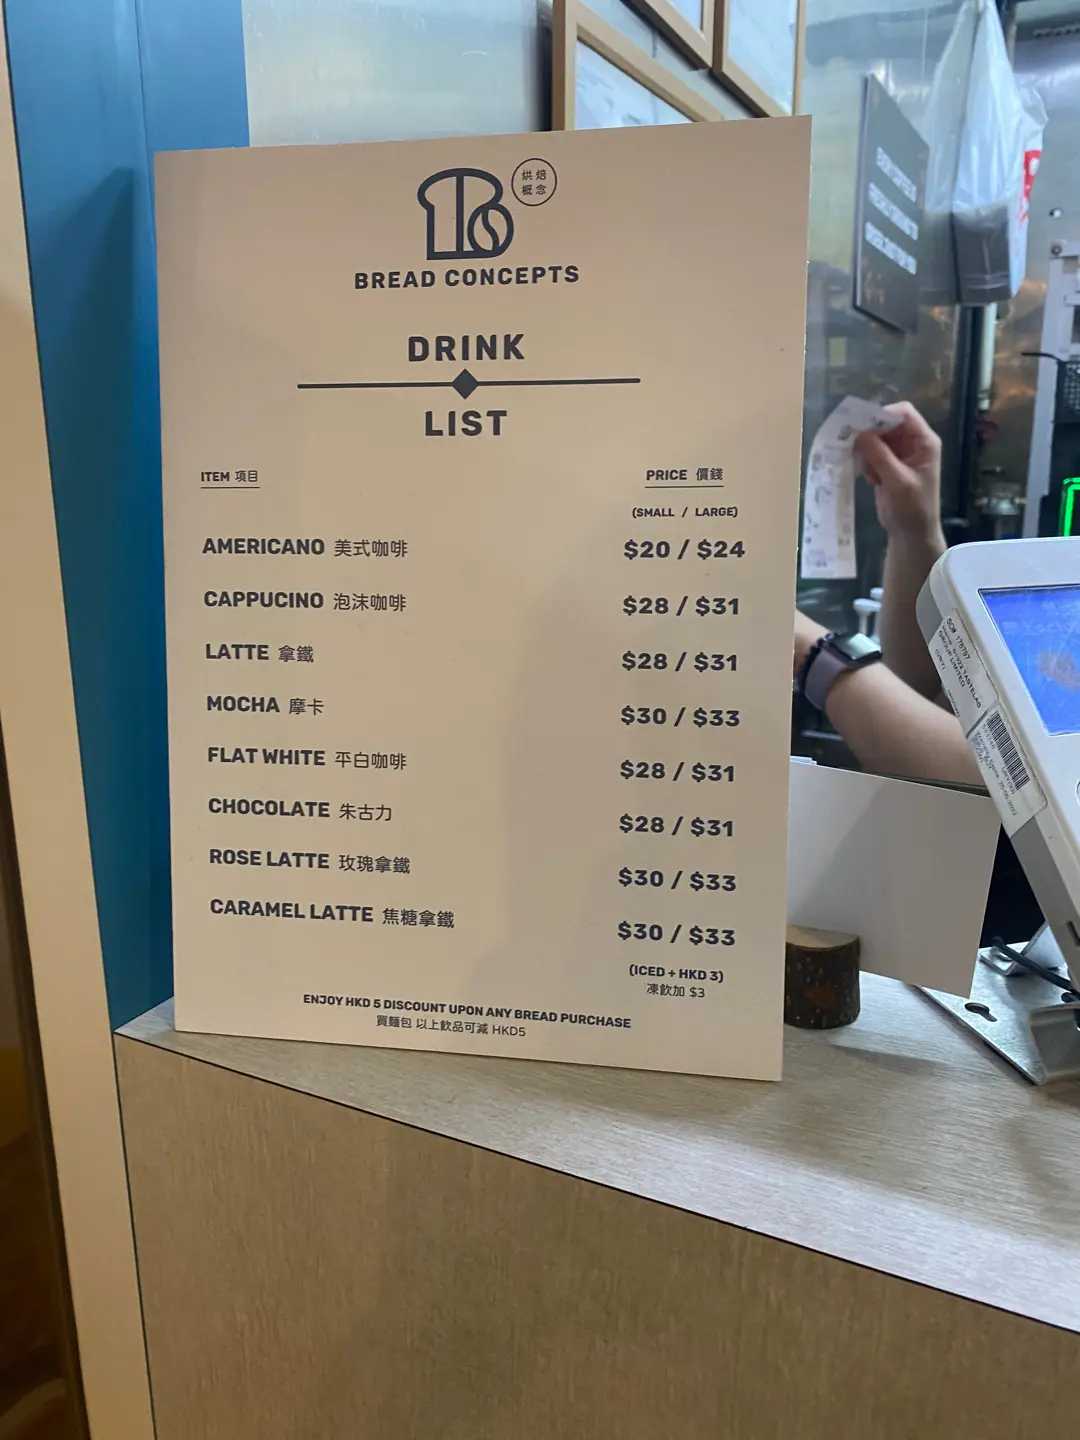 烘焙
概念
BREAD CONCEPTS
DRINK
LIST
ITEM 項目
PRICE 價錢
(SMALL / LARGE)
AMERICANO 美式咖啡 $20 / $24
CAPPUCINO 泡沫咖啡 $28 / $31
LATTE 拿鐵 $28 / $31
MOCHA 摩卡 $30 / $33
FLAT WHITE 平白咖啡 $28 / $31
CHOCOLATE 朱古力 $28 / $31
ROSE LATTE 玫瑰拿鐵 $30 / $33
CARAMEL LATTE 焦糖拿鐵 $30 / $33
(ICED + HKD 3)
凍飲加 $3
ENJOY HKD 5 DISCOUNT UPON ANY BREAD PURCHASE
買麵包 以上飲品可減 HKD5
TASTELAB
GROUP LIMITED